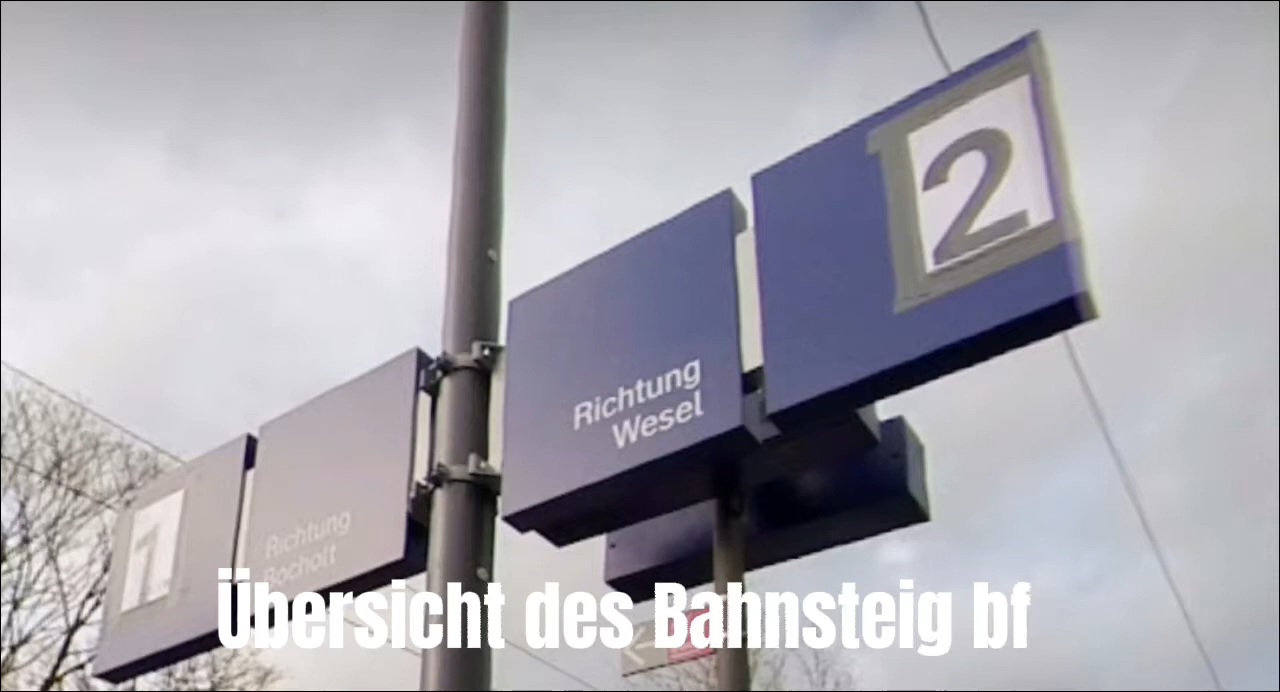 2
Richtung
Wesel
1
Richtung
Bocholt
Übersicht des Bahnsteig bf